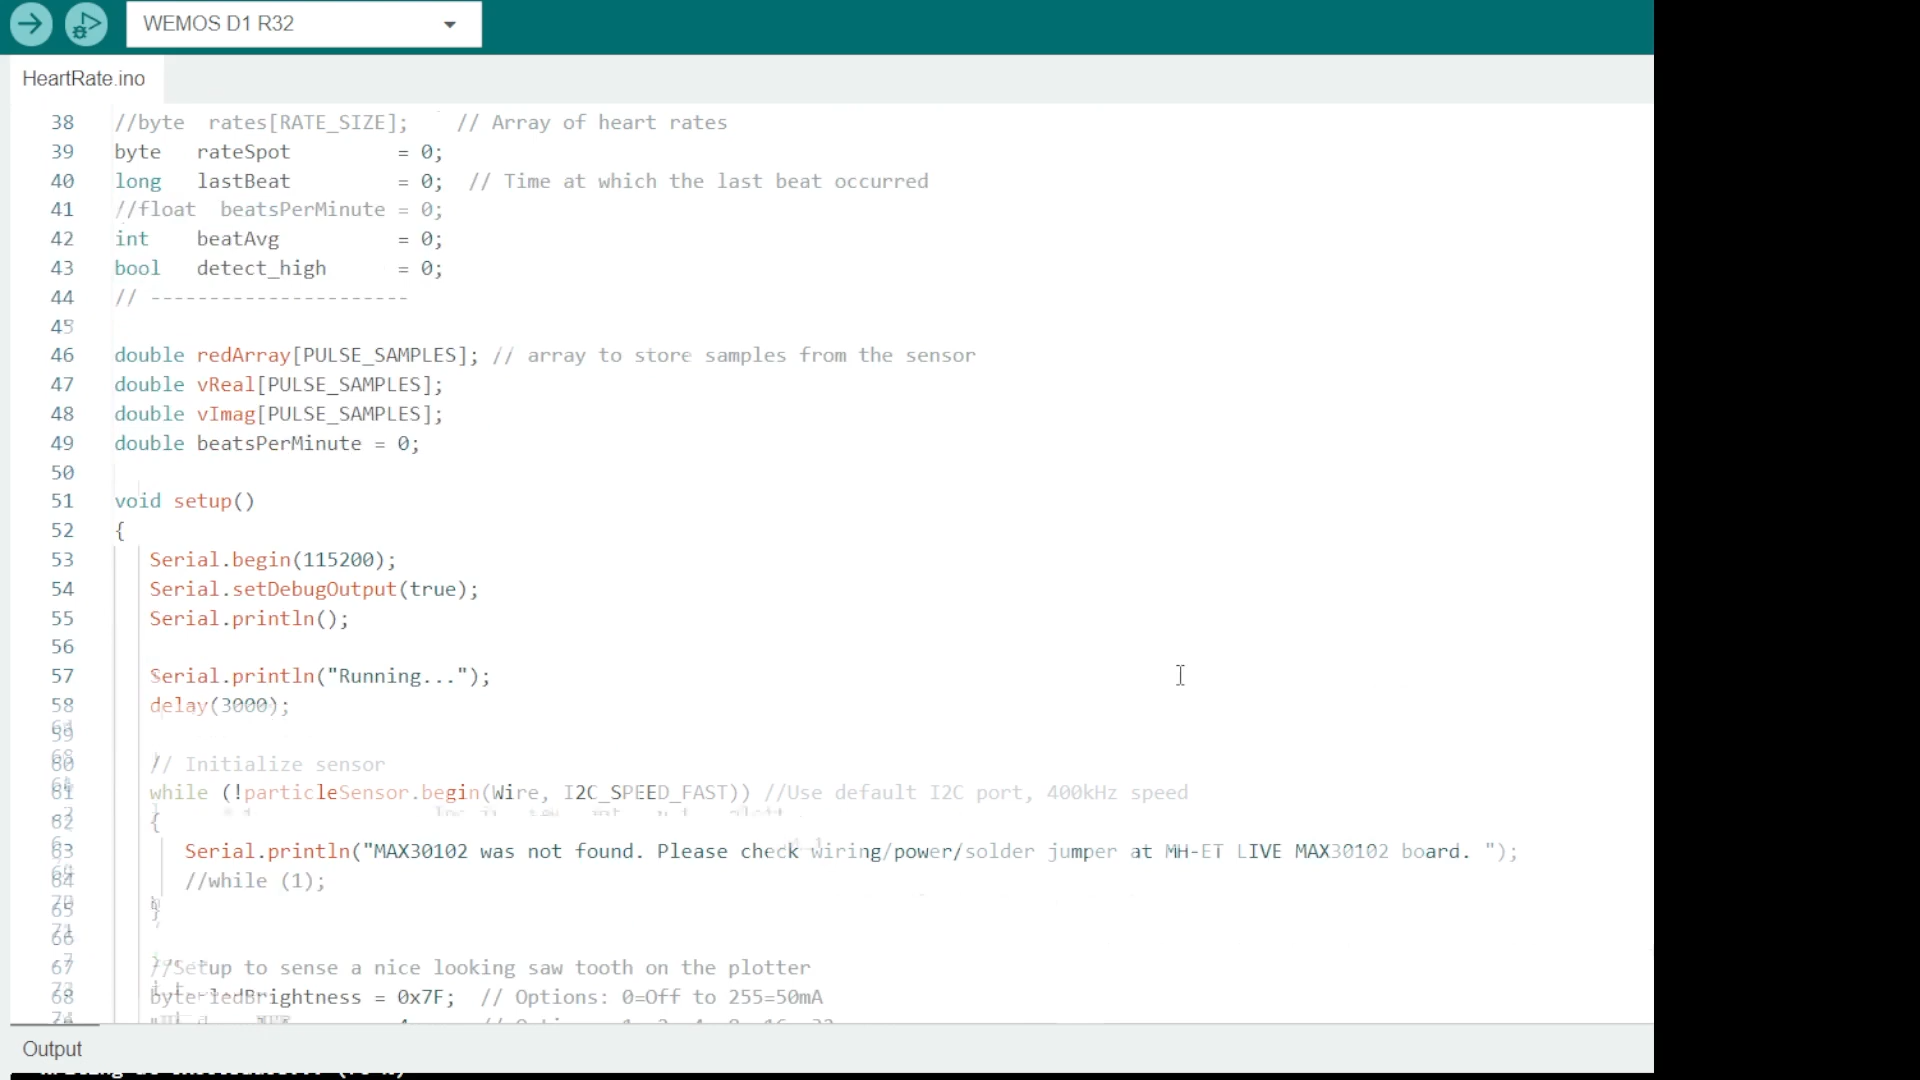 WEMOS D1 R32
HeartRate.ino
38 //byte  rates[RATE_SIZE];    // Array of heart rates
39 byte   rateSpot         = 0;
40 long   lastBeat         = 0;  // Time at which the last beat occurred
41 //float  beatsPerMinute = 0;
42 int    beatAvg          = 0;
43 bool   detect_high      = 0;
44 // ----------------------
45
46 double redArray[PULSE_SAMPLES]; // array to store samples from the sensor
47 double vReal[PULSE_SAMPLES];
48 double vImag[PULSE_SAMPLES];
49 double beatsPerMinute = 0;
50
51 void setup()
52 {
53    Serial.begin(115200);
54    Serial.setDebugOutput(true);
55    Serial.println();
56
57    Serial.println("Running...");
58    delay(3000);
59
60    // Initialize sensor
61    while (!particleSensor.begin(Wire, I2C_SPEED_FAST)) //Use default I2C port, 400kHz speed
62    {
63       Serial.println("MAX30102 was not found. Please check wiring/power/solder jumper at MH-ET LIVE MAX30102 board. ");
64       //while (1);
65    }
66
67    //Setup to sense a nice looking saw tooth on the plotter
68    byte ledBrightness = 0x7F;  // Options: 0=Off to 255=50mA
Output